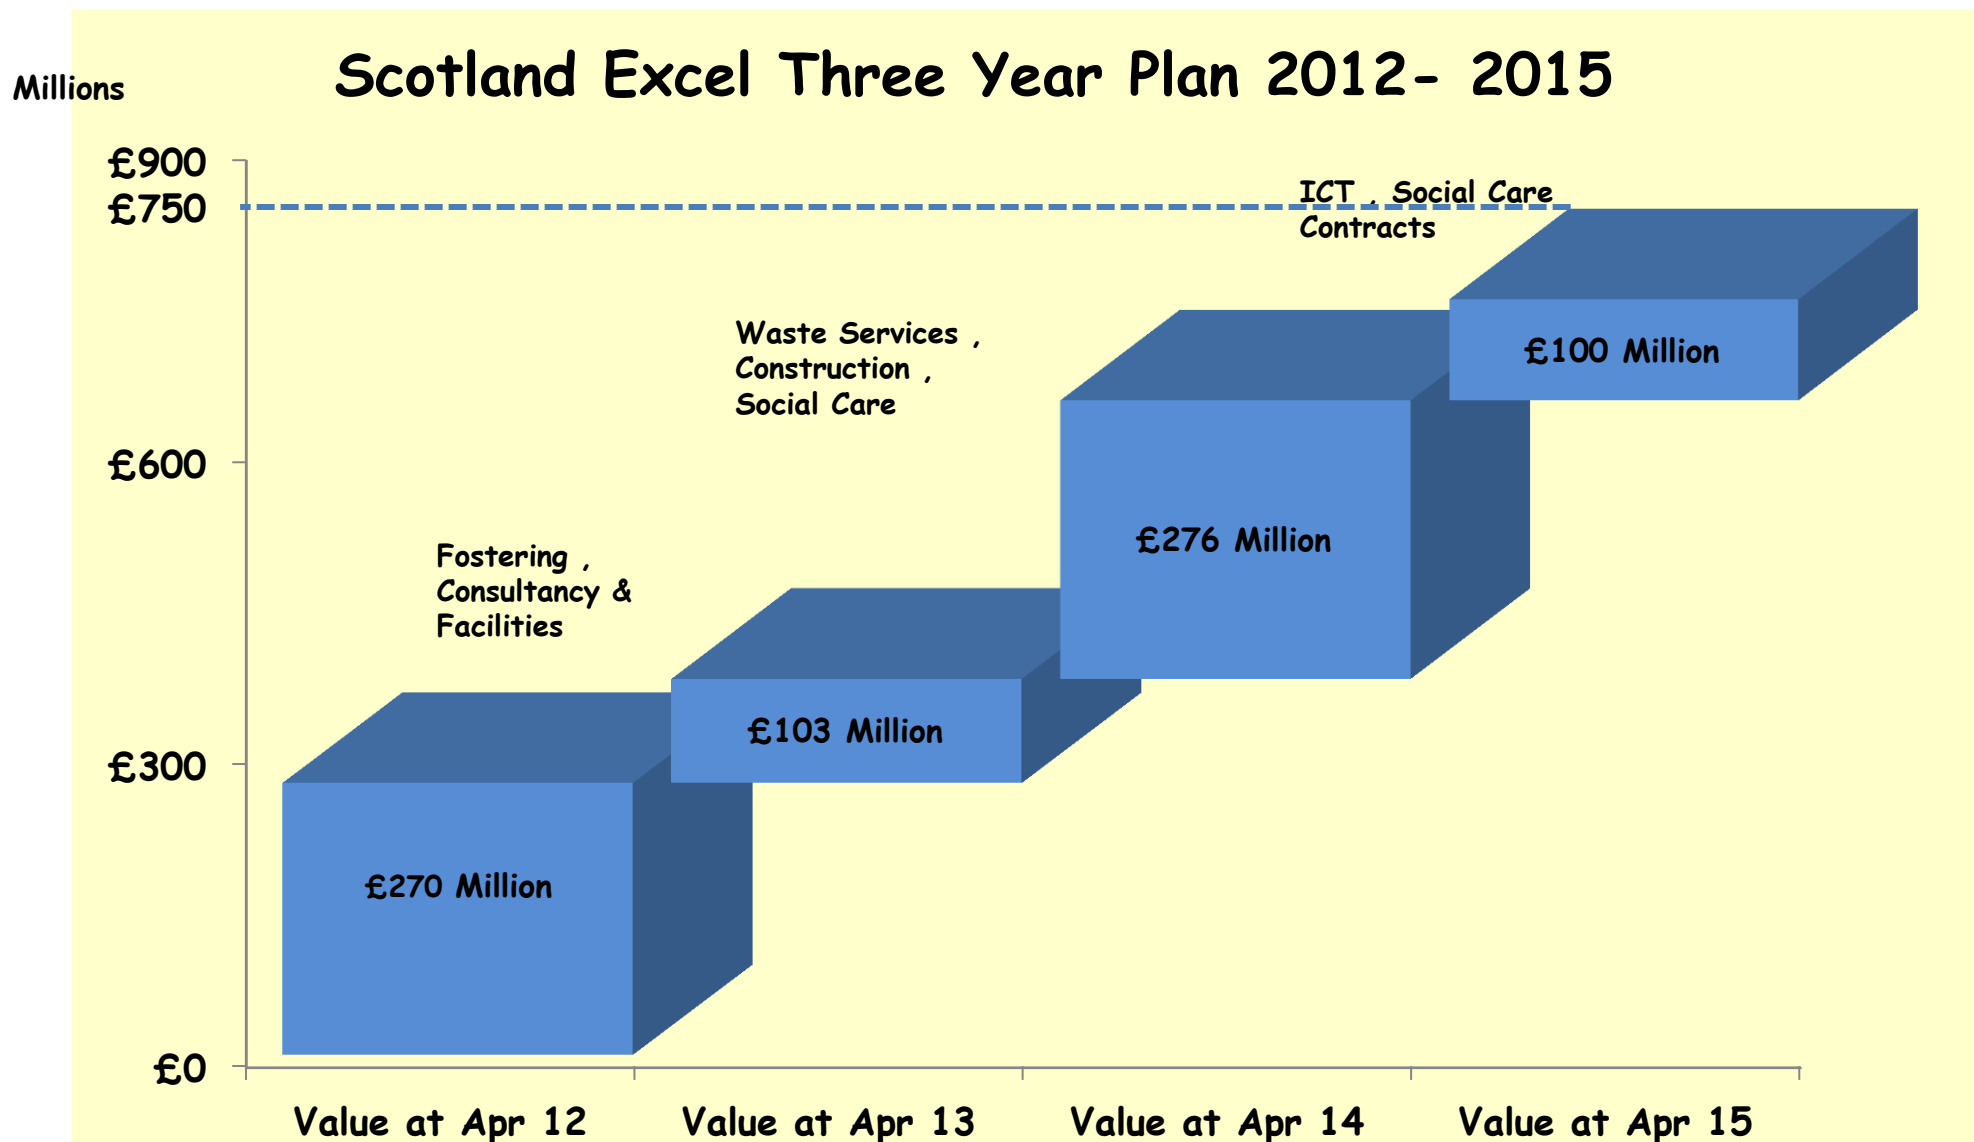 Scotland Excel Three Year Plan 2012- 2015
Millions
£900
£750
£600
£300
£0
ICT , Social Care
Contracts
Waste Services ,
Construction ,
Social Care
Fostering ,
Consultancy &
Facilities
£270 Million
£103 Million
£276 Million
£100 Million
Value at Apr 12
Value at Apr 13
Value at Apr 14
Value at Apr 15